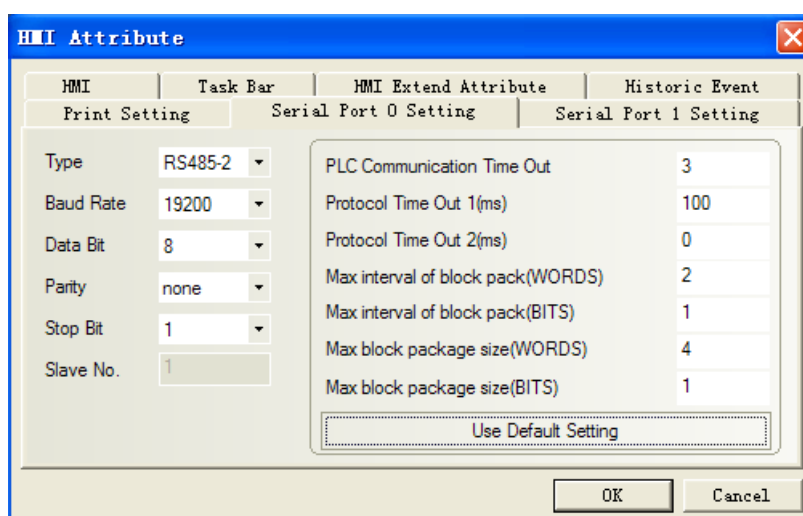 HMI Attribute
HMI Task Bar HMI Extend Attribute Historic Event
Print Setting Serial Port 0 Setting Serial Port 1 Setting
Type RS485-2
Baud Rate 19200
Data Bit 8
Parity none
Stop Bit 1
Slave No. 1
PLC Communication Time Out 3
Protocol Time Out 1(ms) 100
Protocol Time Out 2(ms) 0
Max interval of block pack(WORDS) 2
Max interval of block pack(BITS) 1
Max block package size(WORDS) 4
Max block package size(BITS) 1
Use Default Setting
OK Cancel